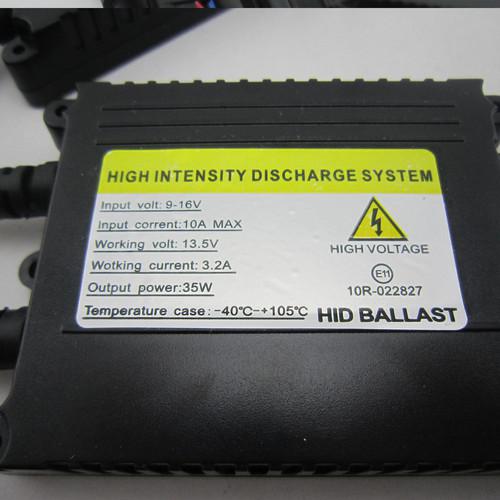 HIGH INTENSITY DISCHARGE SYSTEM
Input volt: 9-16V
Input corrent:10A MAX
Working volt: 13.5V
Wotking current: 3.2A
Output power:35W
Temperature case:-40℃-+105℃
HIGH VOLTAGE
E11
10R-022827
HID BALLAST